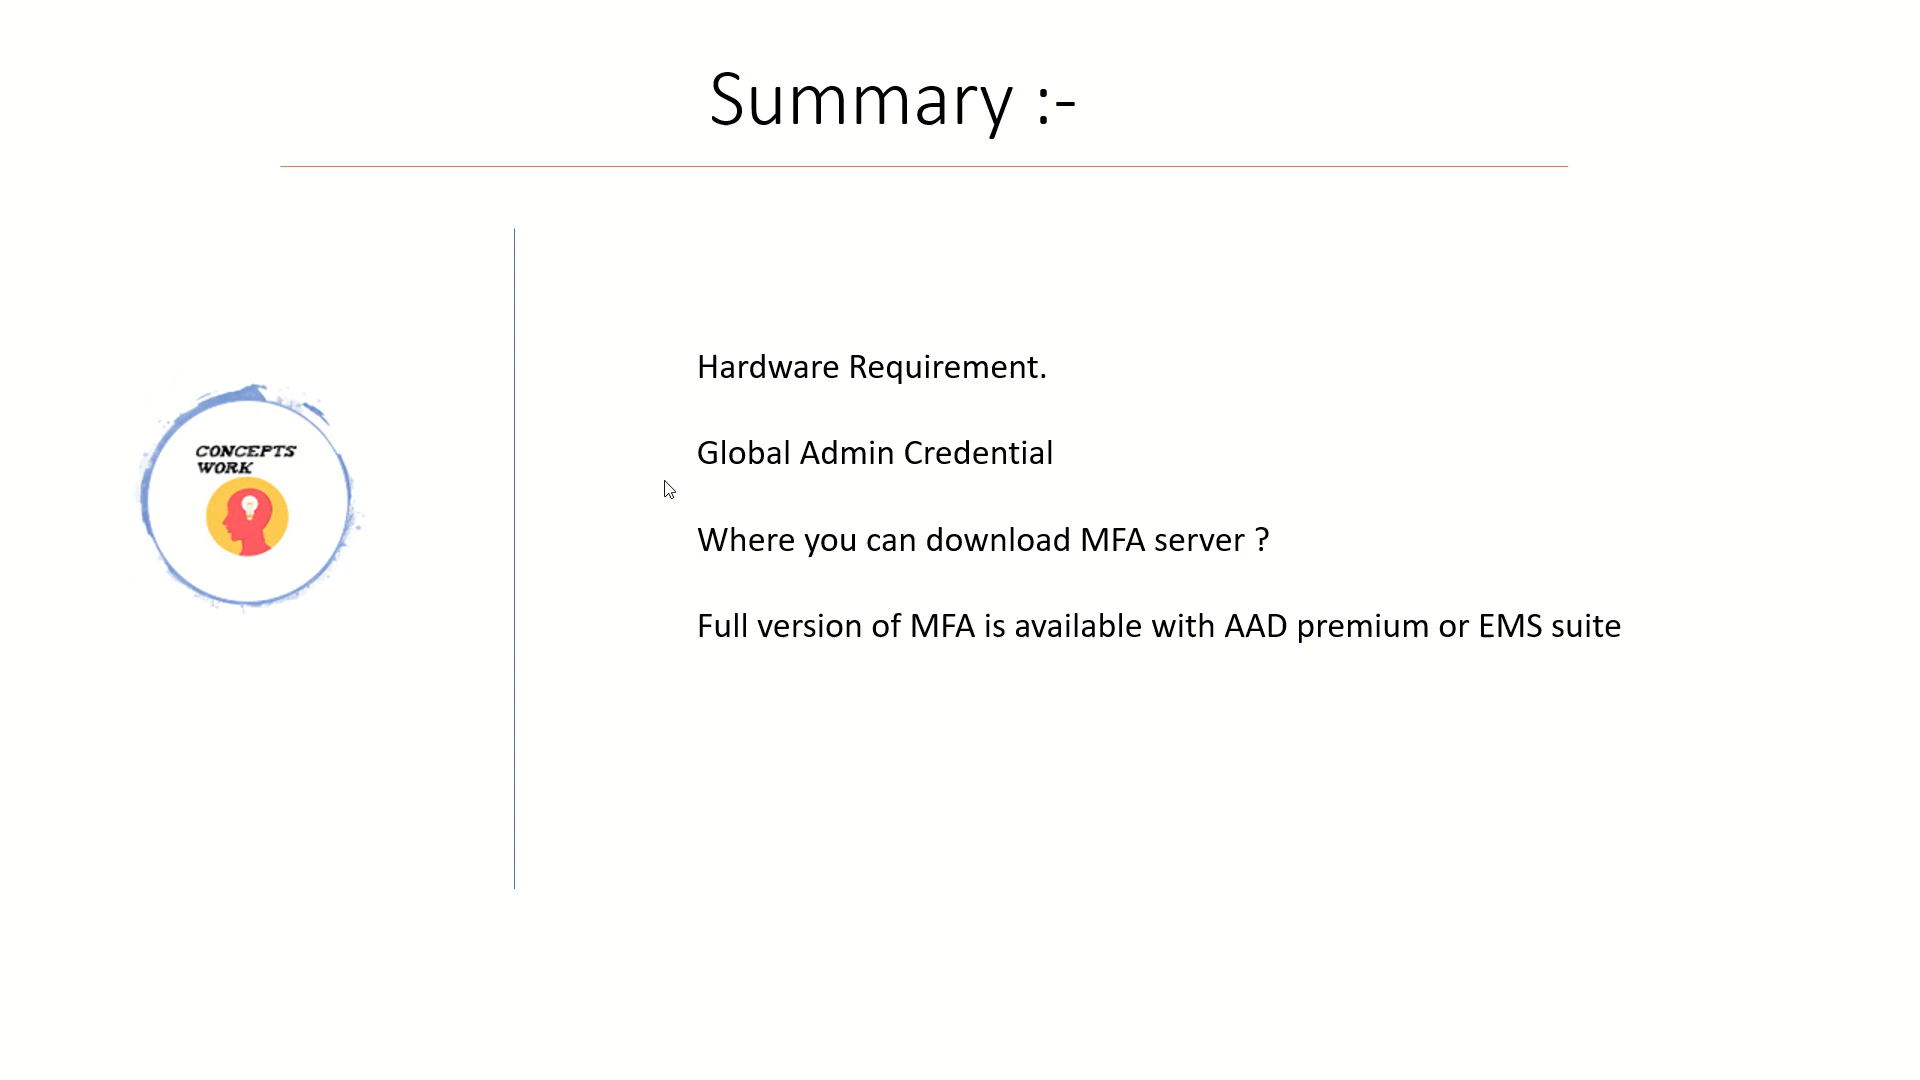 Summary :-
CONCEPTS
WORK
Hardware Requirement.
Global Admin Credential
Where you can download MFA server ?
Full version of MFA is available with AAD premium or EMS suite